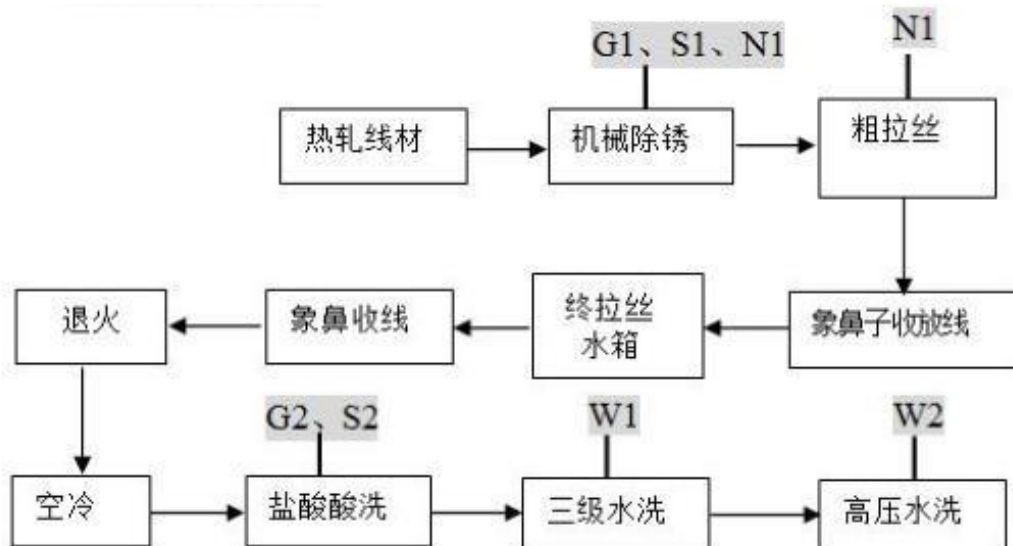 G1、S1、N1
N1
热轧线材
机械除锈
粗拉丝
退火
象鼻收线
终拉丝
水箱
象鼻子收放线
G2、S2
W1
W2
空冷
盐酸酸洗
三级水洗
高压水洗